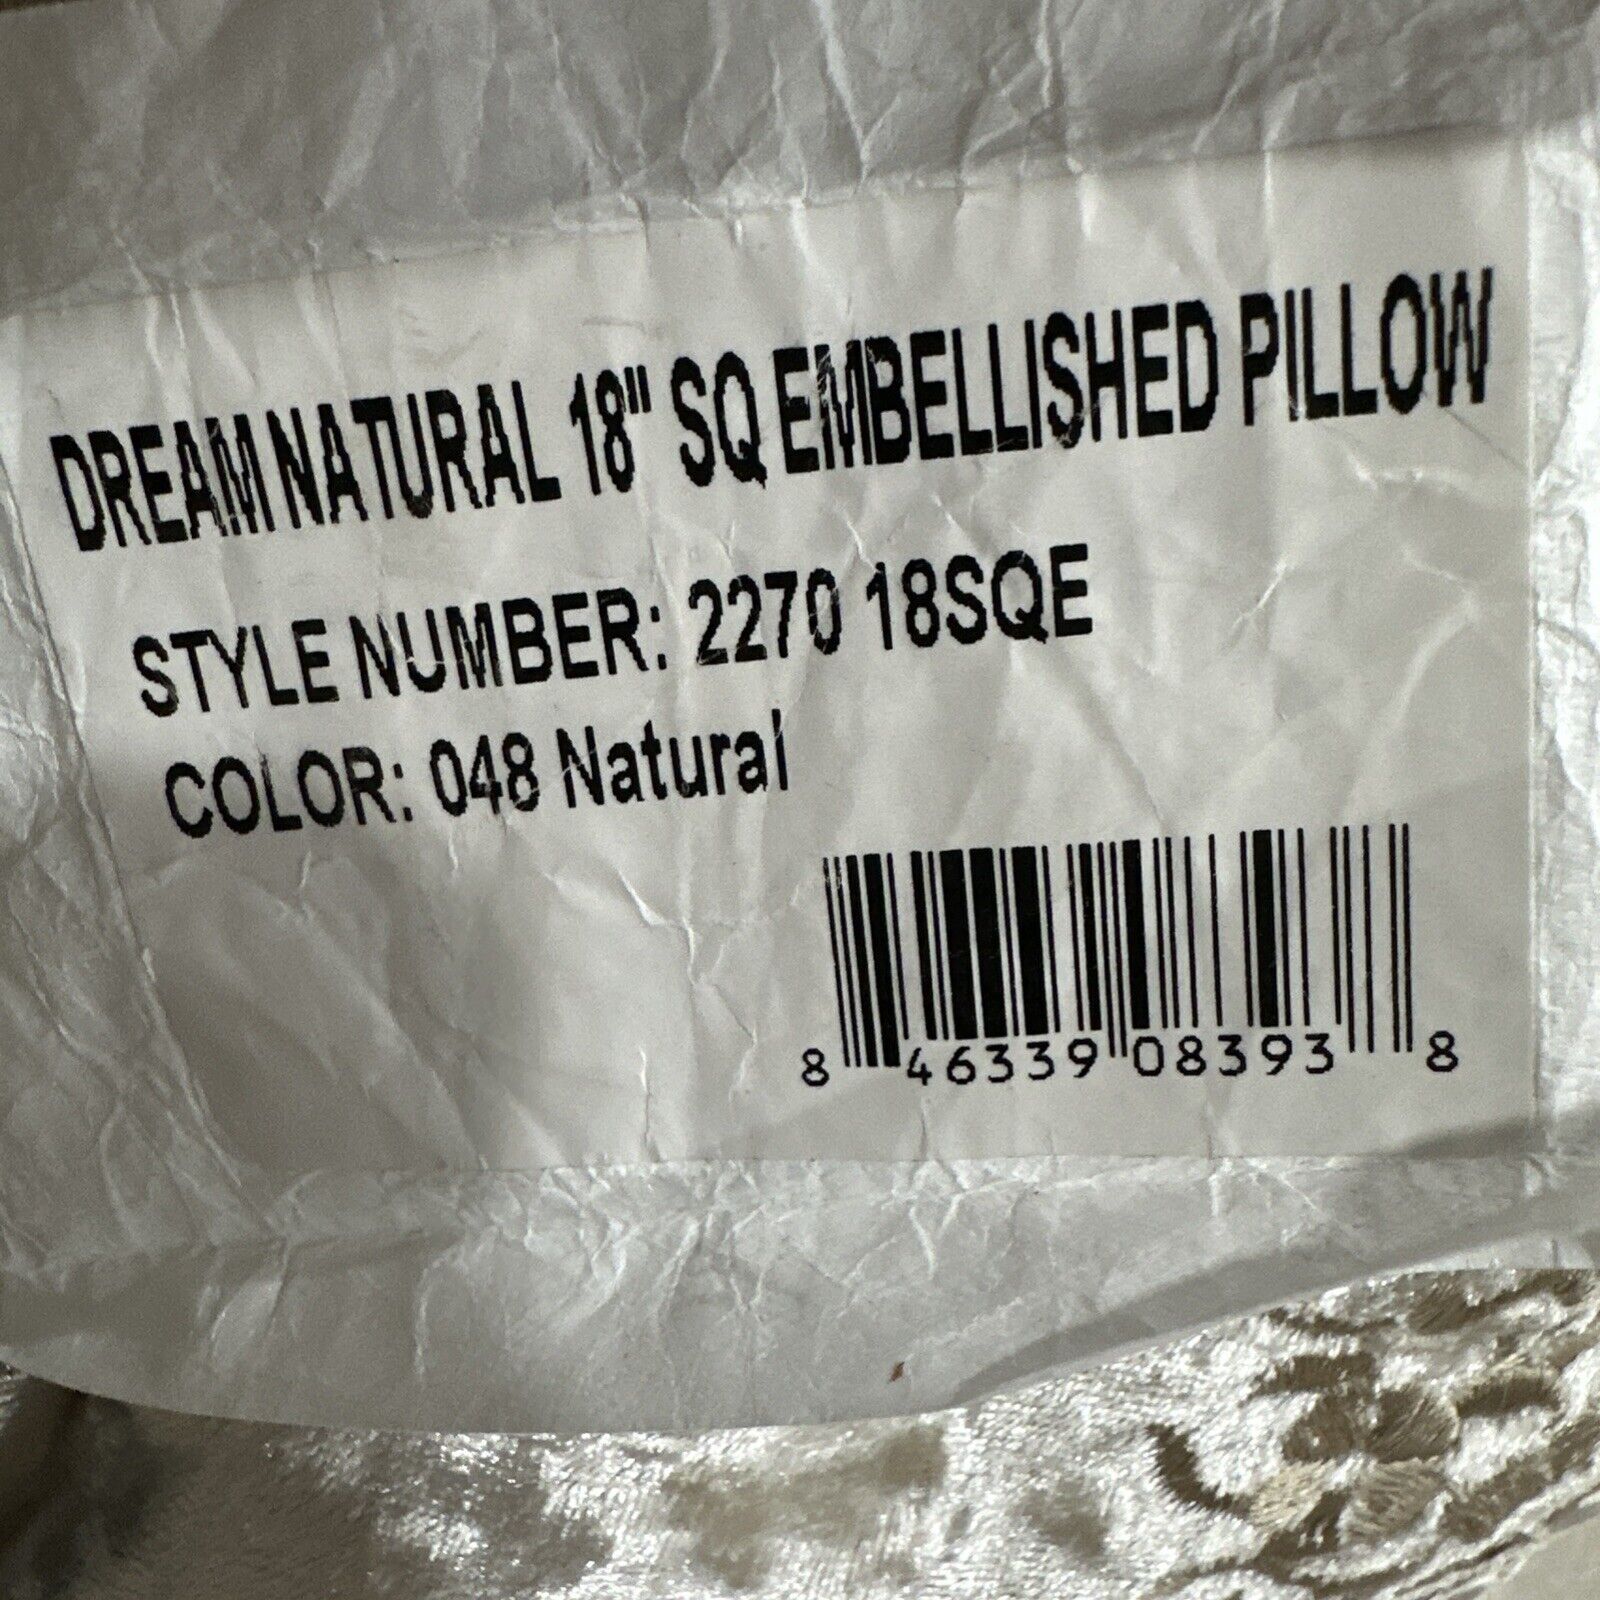 DREAM NATURAL 18" SQ EMBELLISHED PILLOW
STYLE NUMBER: 2270 18SQE
COLOR: 048 Natural
8 46339 08393 8